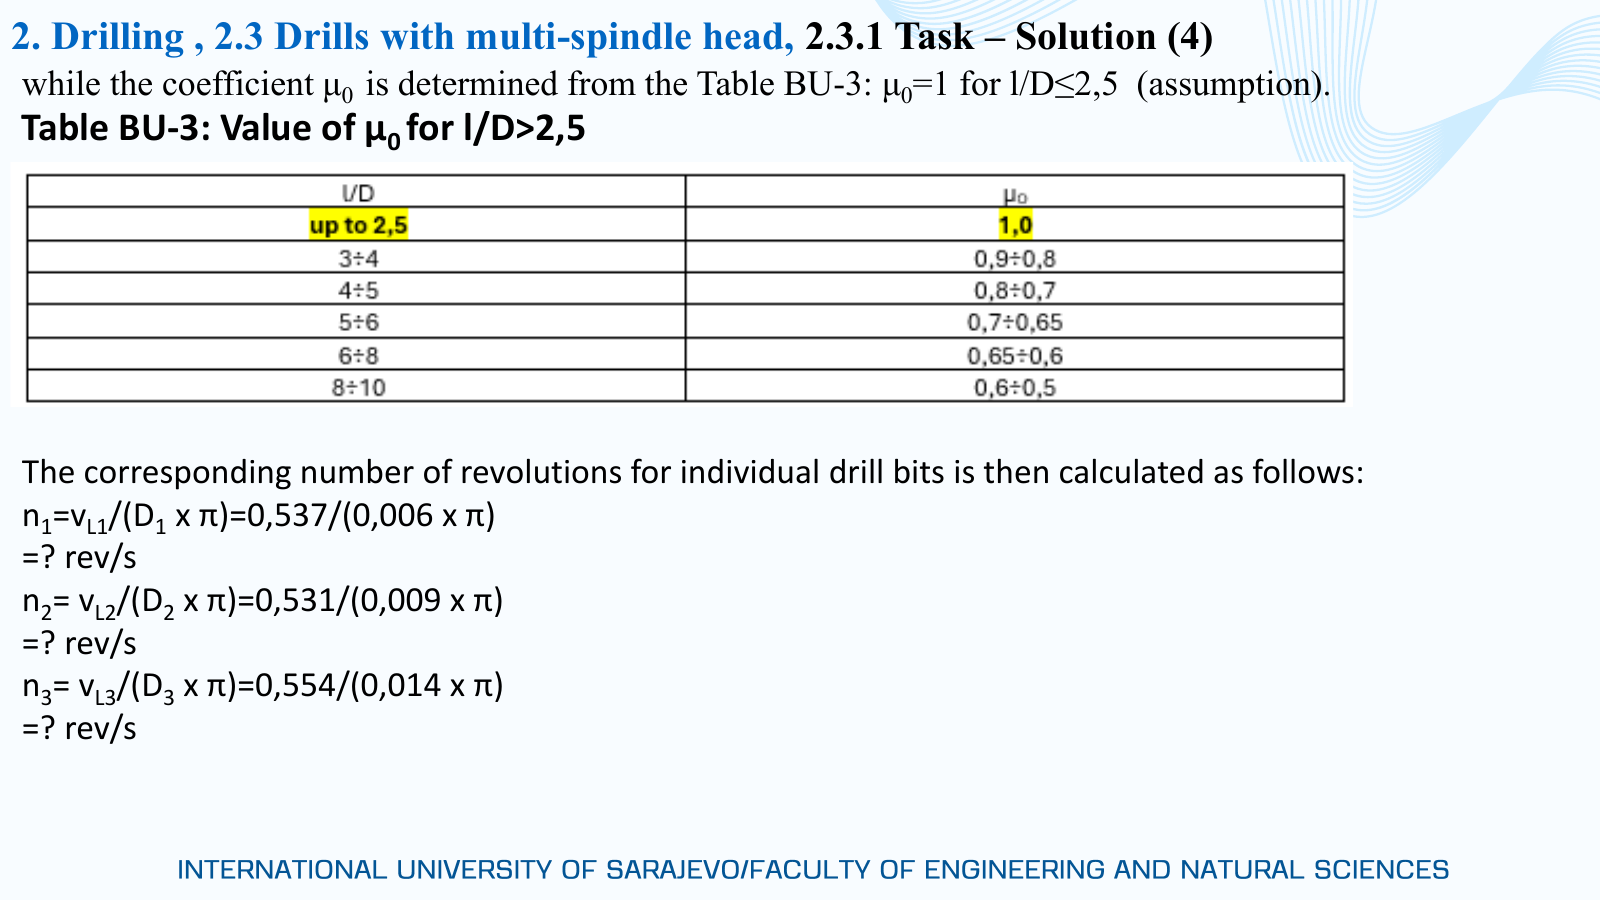 2. Drilling , 2.3 Drills with multi-spindle head, 2.3.1 Task – Solution (4)
while the coefficient μ₀ is determined from the Table BU-3: μ₀=1 for l/D≤2,5 (assumption).
Table BU-3: Value of μ₀ for l/D>2,5
l/D μ₀
up to 2,5 1,0
3÷4 0,9÷0,8
4÷5 0,8÷0,7
5÷6 0,7÷0,65
6÷8 0,65÷0,6
8÷10 0,6÷0,5
The corresponding number of revolutions for individual drill bits is then calculated as follows:
n₁=v_L1/(D₁ x π)=0,537/(0,006 x π)
=? rev/s
n₂= v_L2/(D₂ x π)=0,531/(0,009 x π)
=? rev/s
n₃= v_L3/(D₃ x π)=0,554/(0,014 x π)
=? rev/s
INTERNATIONAL UNIVERSITY OF SARAJEVO/FACULTY OF ENGINEERING AND NATURAL SCIENCES